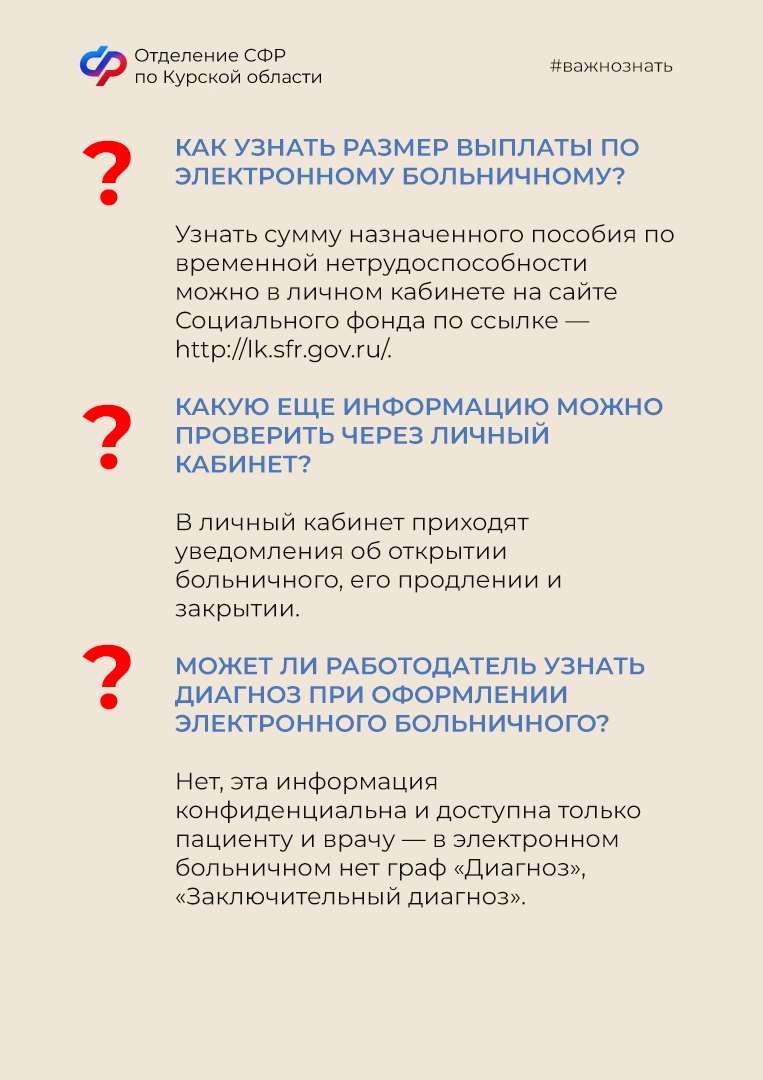 Отделение СФР
по Курской области
#важнознать
?
КАК УЗНАТЬ РАЗМЕР ВЫПЛАТЫ ПО
ЭЛЕКТРОННОМУ БОЛЬНИЧНОМУ?
Узнать сумму назначенного пособия по
временной нетрудоспособности
можно в личном кабинете на сайте
Социального фонда по ссылке —
http://lk.sfr.gov.ru/.
?
КАКУЮ ЕЩЕ ИНФОРМАЦИЮ МОЖНО
ПРОВЕРИТЬ ЧЕРЕЗ ЛИЧНЫЙ
КАБИНЕТ?
В личный кабинет приходят
уведомления об открытии
больничного, его продлении и
закрытии.
?
МОЖЕТ ЛИ РАБОТОДАТЕЛЬ УЗНАТЬ
ДИАГНОЗ ПРИ ОФОРМЛЕНИИ
ЭЛЕКТРОННОГО БОЛЬНИЧНОГО?
Нет, эта информация
конфиденциальна и доступна только
пациенту и врачу — в электронном
больничном нет граф «Диагноз»,
«Заключительный диагноз».